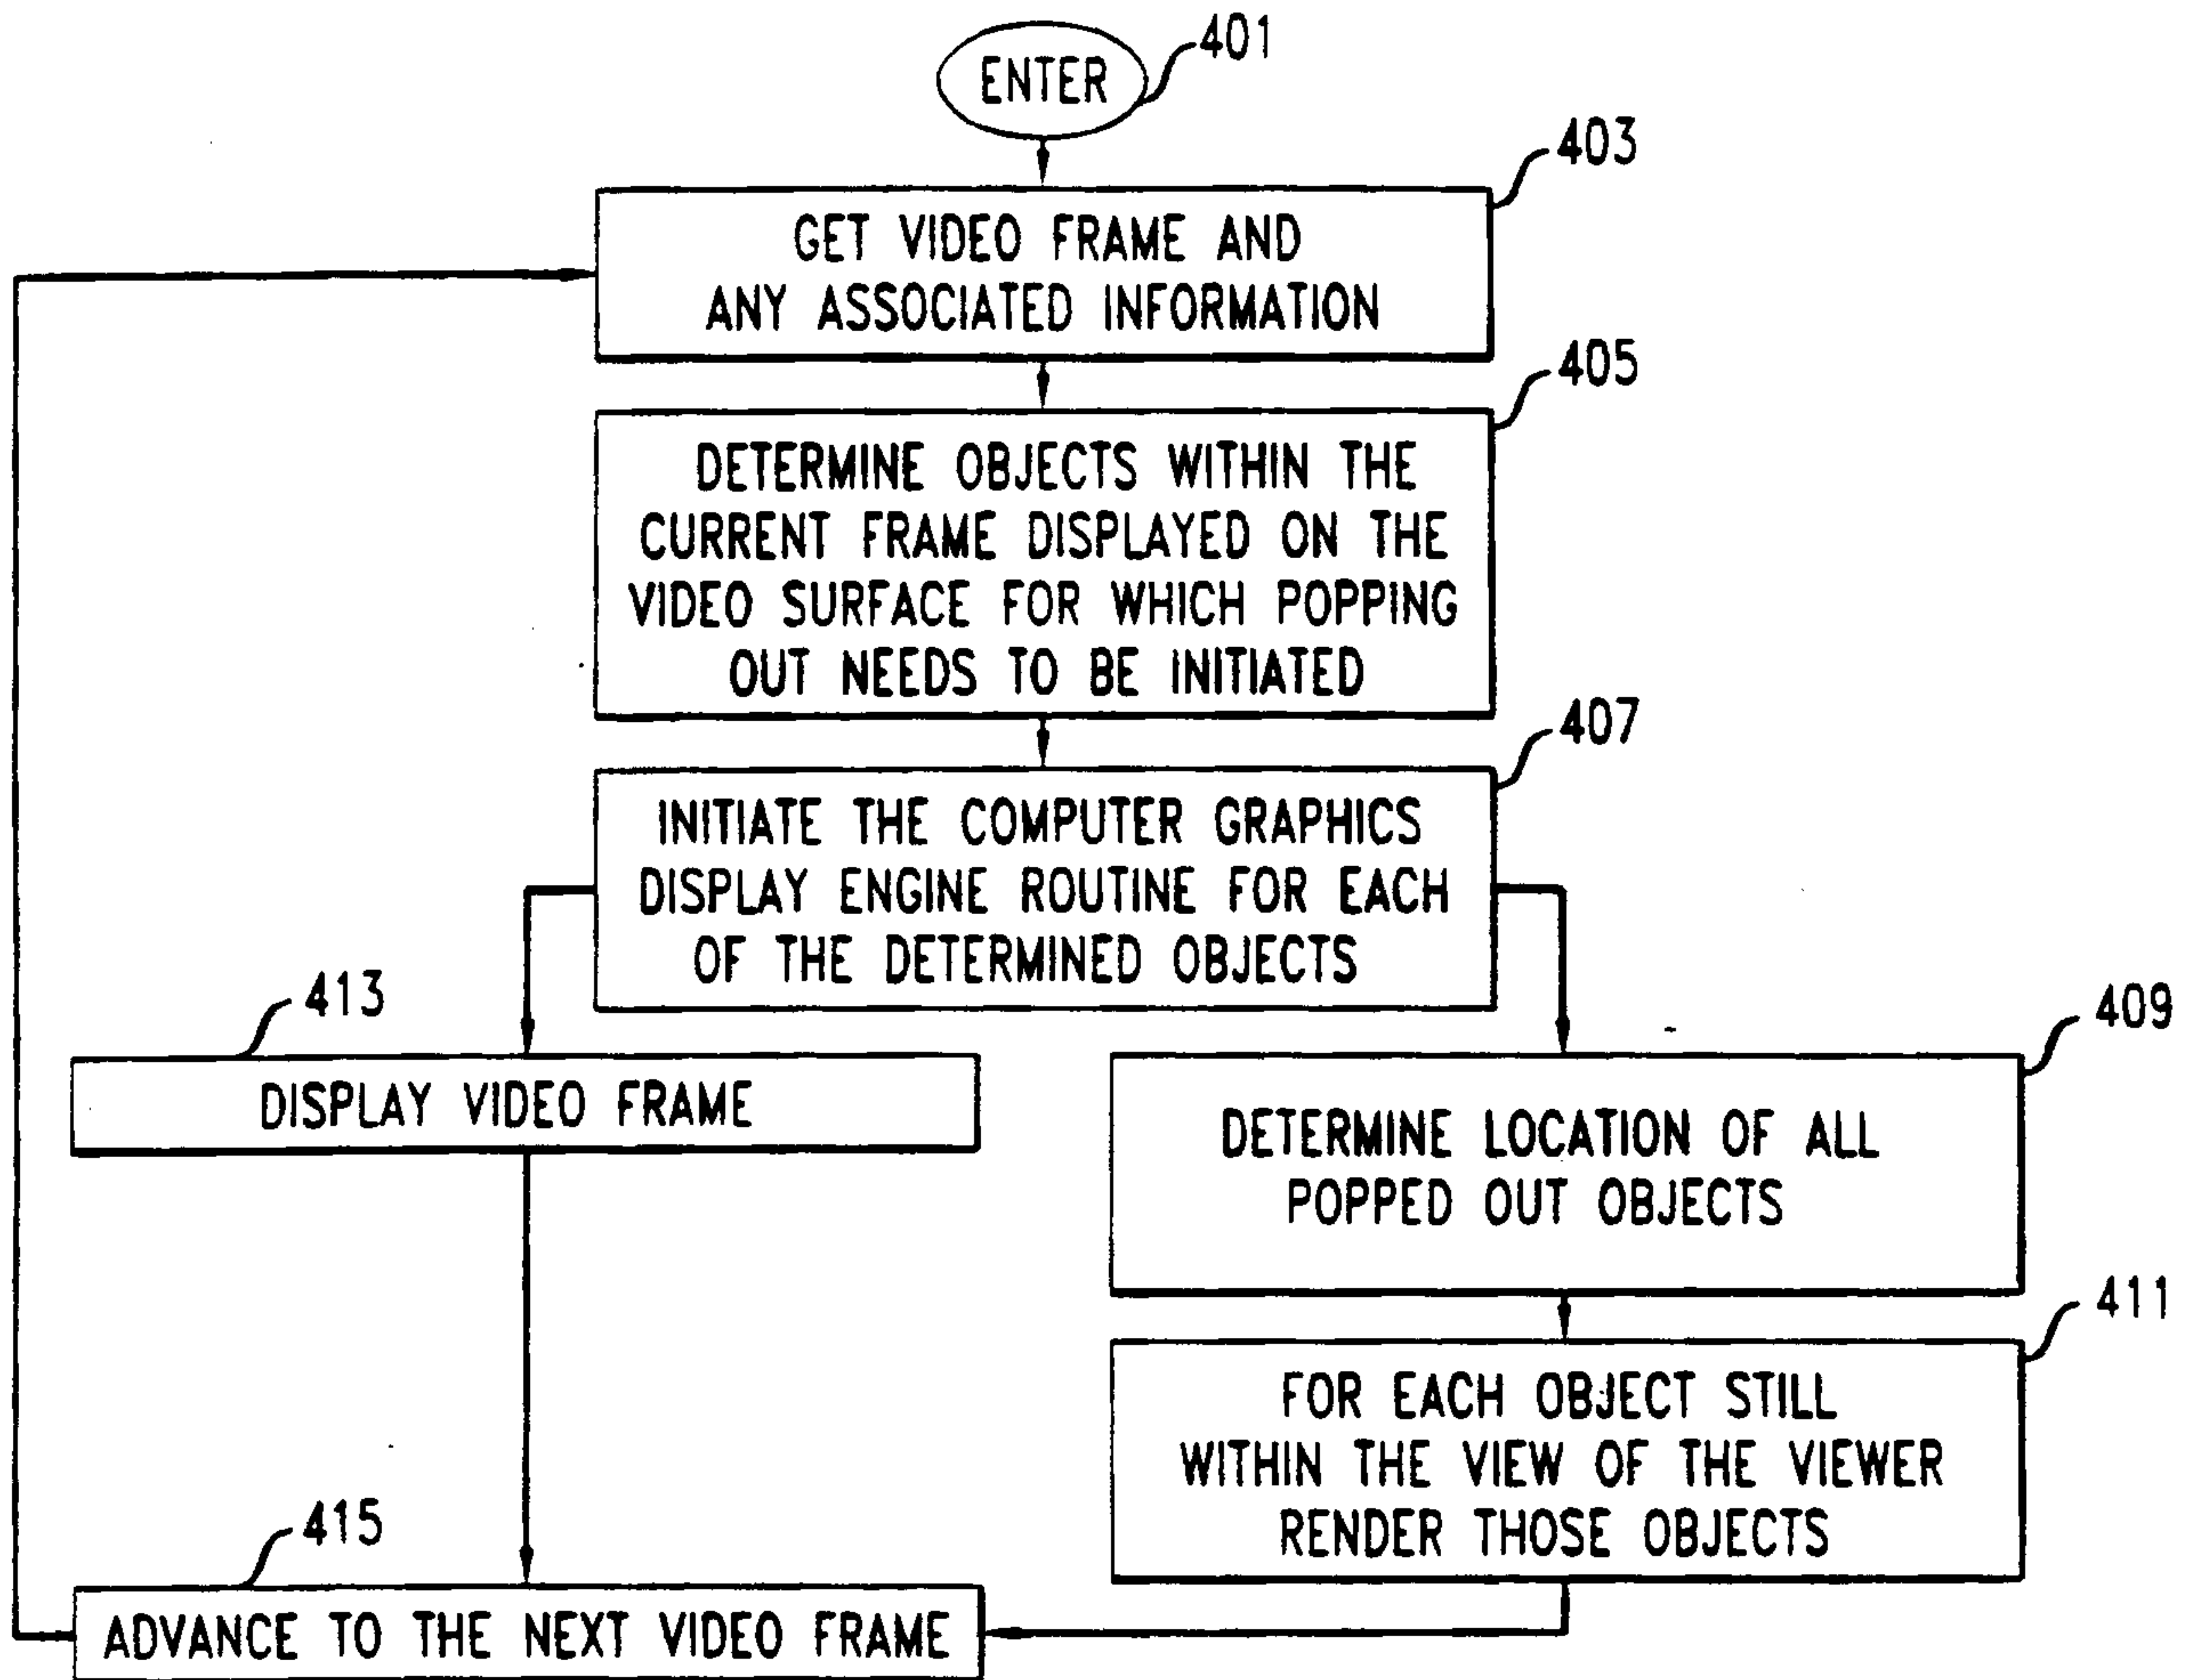 ENTER
401
403
GET VIDEO FRAME AND
ANY ASSOCIATED INFORMATION
405
DETERMINE OBJECTS WITHIN THE
CURRENT FRAME DISPLAYED ON THE
VIDEO SURFACE FOR WHICH POPPING
OUT NEEDS TO BE INITIATED
407
INITIATE THE COMPUTER GRAPHICS
DISPLAY ENGINE ROUTINE FOR EACH
OF THE DETERMINED OBJECTS
413
DISPLAY VIDEO FRAME
409
DETERMINE LOCATION OF ALL
POPPED OUT OBJECTS
411
FOR EACH OBJECT STILL
WITHIN THE VIEW OF THE VIEWER
RENDER THOSE OBJECTS
415
ADVANCE TO THE NEXT VIDEO FRAME